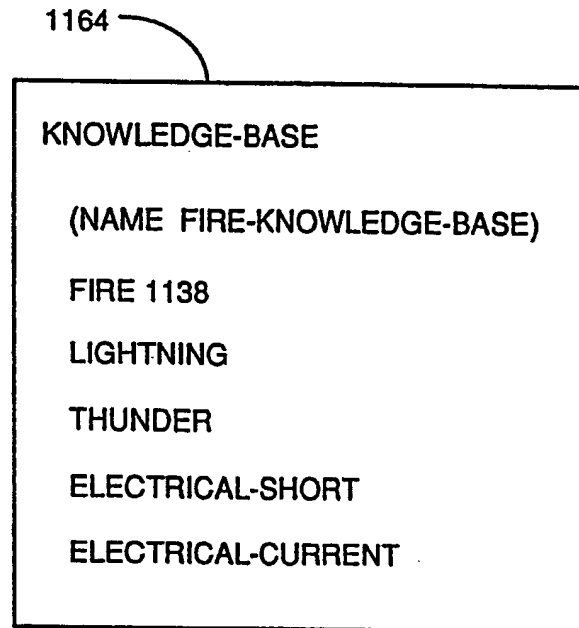 1164
KNOWLEDGE-BASE
(NAME FIRE-KNOWLEDGE-BASE)
FIRE 1138
LIGHTNING
THUNDER
ELECTRICAL-SHORT
ELECTRICAL-CURRENT